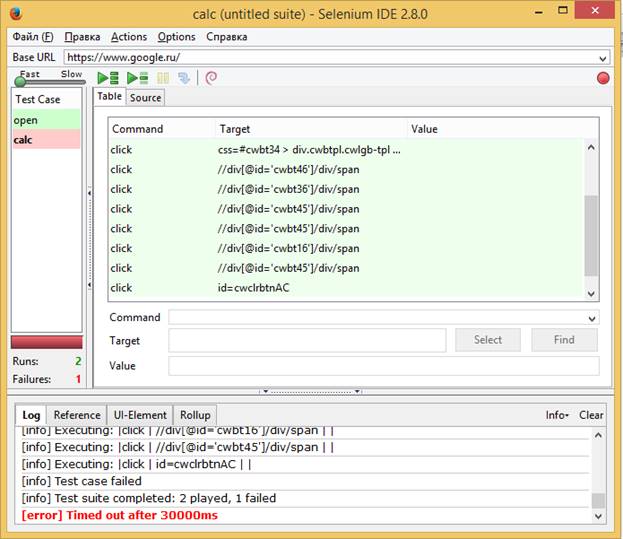 calc (untitled suite) - Selenium IDE 2.8.0
Файл (F) Правка Actions Options Справка
Base URL https://www.google.ru/
Fast Slow
Test Case
open
calc
Table Source
Command Target Value
click css=#cwbt34 > div.cwbtpl.cwlgb-tpl ...
click //div[@id='cwbt46']/div/span
click //div[@id='cwbt36']/div/span
click //div[@id='cwbt45']/div/span
click //div[@id='cwbt45']/div/span
click //div[@id='cwbt16']/div/span
click //div[@id='cwbt45']/div/span
click id=cwclrbtnAC
Command
Target Select Find
Value
Runs: 2
Failures: 1
Log Reference UI-Element Rollup Info Clear
[info] Executing: |click | //div[@id='cwbt16']/div/span | |
[info] Executing: |click | //div[@id='cwbt45']/div/span | |
[info] Executing: |click | id=cwclrbtnAC | |
[info] Test case failed
[info] Test suite completed: 2 played, 1 failed
[error] Timed out after 30000ms